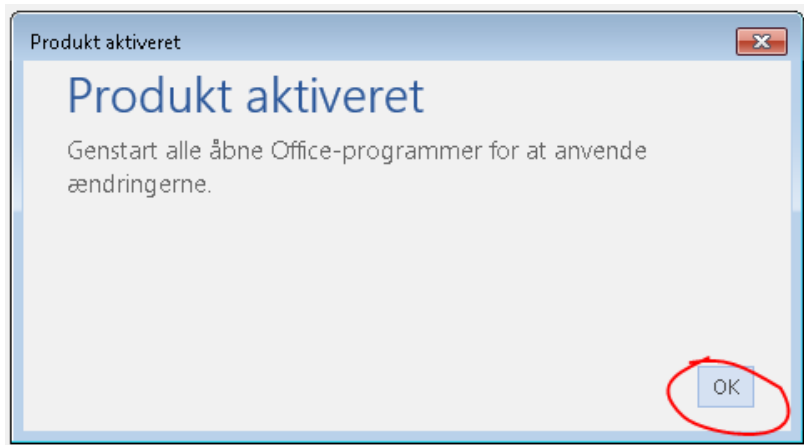 Produkt aktiveret
Produkt aktiveret
Genstart alle åbne Office-programmer for at anvende
ændringerne.
OK